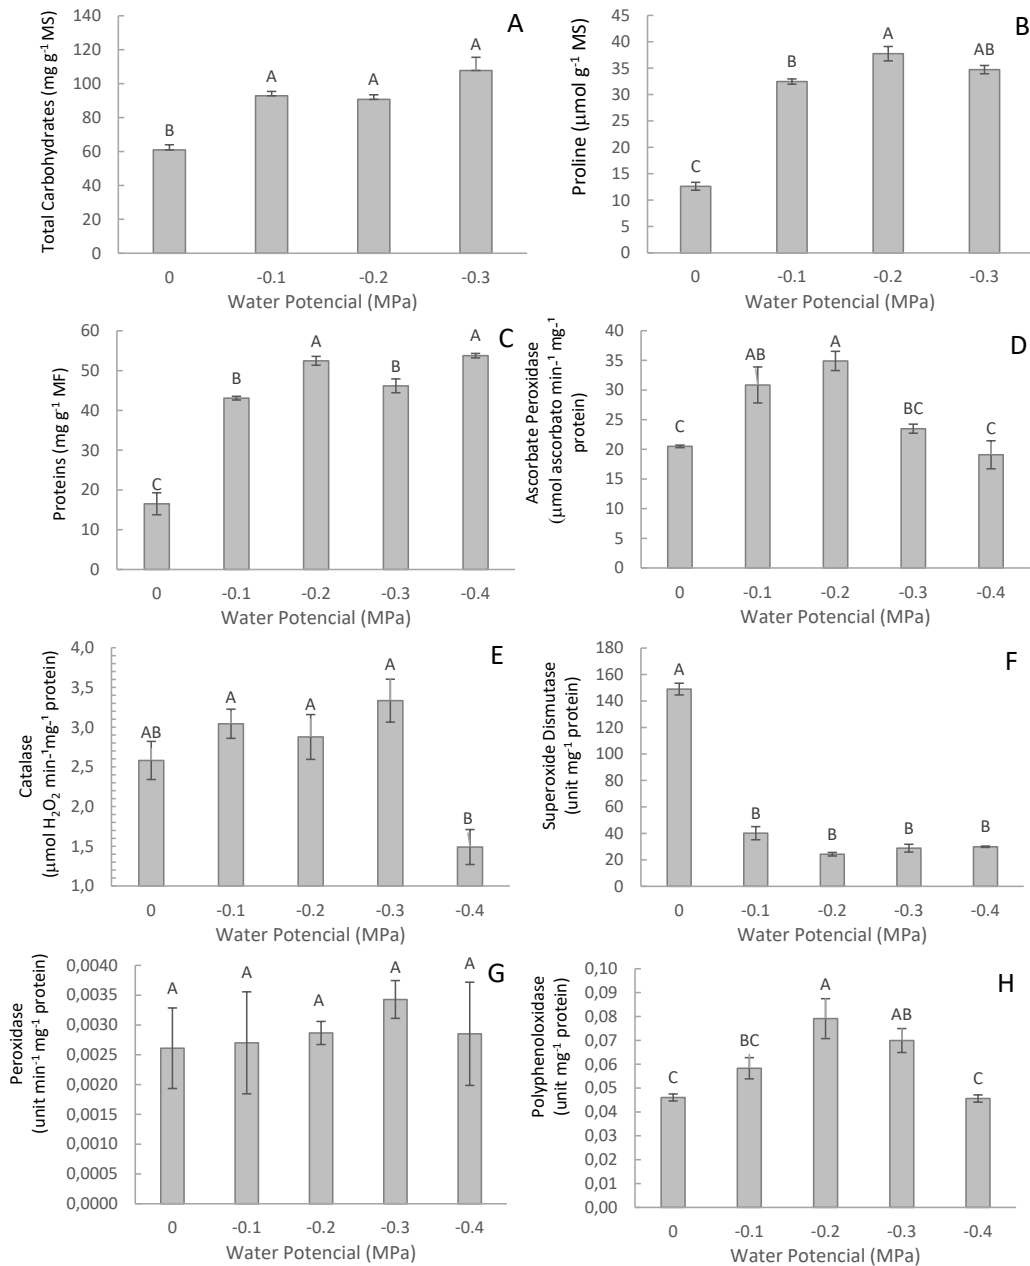 A
Total Carbohydrates (mg g⁻¹ MS)
140
120
100
80
60
40
20
0
B
A
A
A
0 -0.1 -0.2 -0.3
Water Potencial (MPa)
B
Proline (µmol g⁻¹ MS)
45
40
35
30
25
20
15
10
5
0
C
B
A
AB
0 -0.1 -0.2 -0.3
Water Potencial (MPa)
C
Proteins (mg g⁻¹ MF)
60
50
40
30
20
10
0
C
B
A
B
A
0 -0.1 -0.2 -0.3 -0.4
Water Potencial (MPa)
D
Ascorbate Peroxidase
(µmol ascorbato min-¹ mg-¹
protein)
40
35
30
25
20
15
10
5
0
C
AB
A
BC
C
0 -0.1 -0.2 -0.3 -0.4
Water Potencial (MPa)
E
Catalase
(µmol H₂O₂ min-¹mg-¹ protein)
4,0
3,5
3,0
2,5
2,0
1,5
1,0
AB
A
A
A
B
0 -0.1 -0.2 -0.3 -0.4
Water Potencial (MPa)
F
Superoxide Dismutase
(unit mg⁻¹ protein)
180
160
140
120
100
80
60
40
20
0
A
B
B
B
B
0 -0.1 -0.2 -0.3 -0.4
Water Potencial (MPa)
G
Peroxidase
(unit min⁻¹ mg⁻¹ protein)
0,0040
0,0035
0,0030
0,0025
0,0020
0,0015
0,0010
0,0005
0,0000
A
A
A
A
A
0 -0.1 -0.2 -0.3 -0.4
Water Potencial (MPa)
H
Polyphenoloxidase
(unit mg⁻¹ protein)
0,10
0,09
0,08
0,07
0,06
0,05
0,04
0,03
0,02
0,01
0,00
C
BC
A
AB
C
0 -0.1 -0.2 -0.3 -0.4
Water Potencial (MPa)